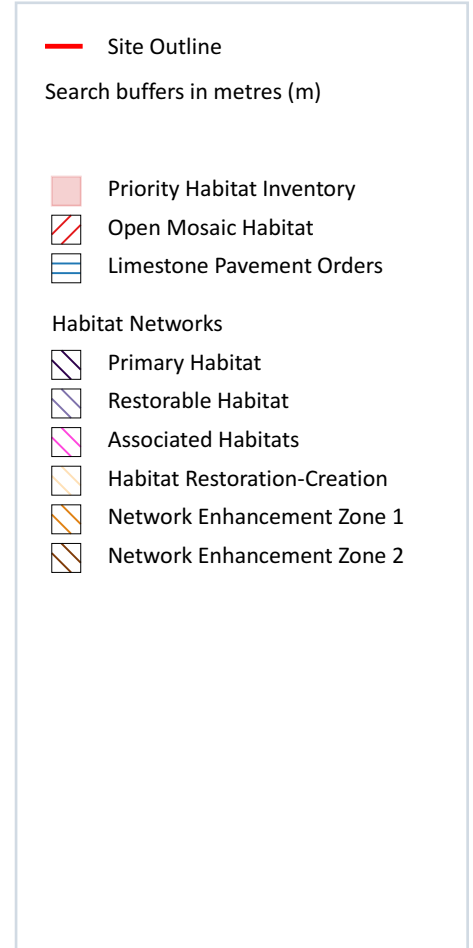 Site Outline
Search buffers in metres (m)
Priority Habitat Inventory
Open Mosaic Habitat
Limestone Pavement Orders
Habitat Networks
Primary Habitat
Restorable Habitat
Associated Habitats
Habitat Restoration-Creation
Network Enhancement Zone 1
Network Enhancement Zone 2